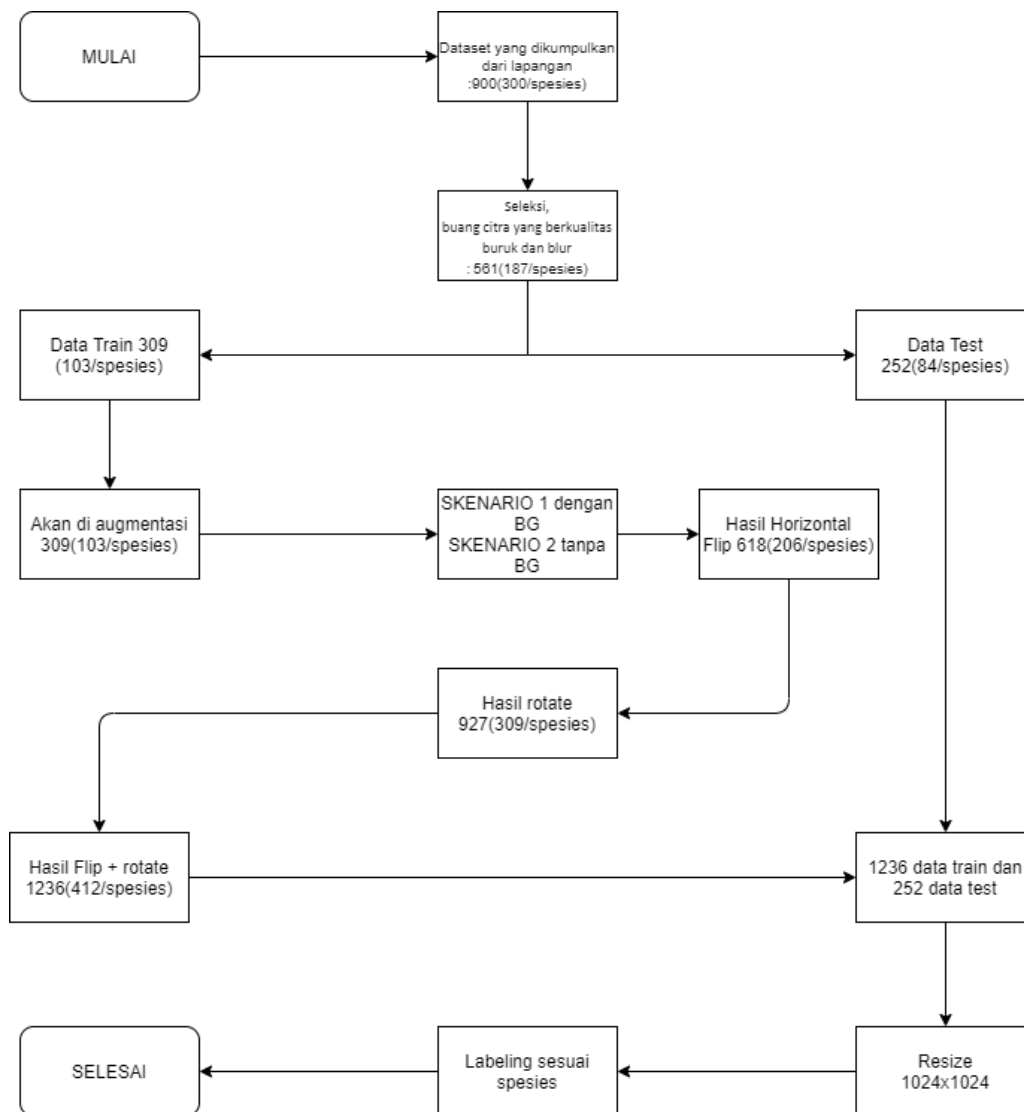 MULAI
Dataset yang dikumpulkan
dari lapangan
:900(300/spesies)
Seleksi,
buang citra yang berkualitas
buruk dan blur
: 561(187/spesies)
Data Train 309
(103/spesies)
Data Test
252(84/spesies)
Akan di augmentasi
309(103/spesies)
SKENARIO 1 dengan
BG
SKENARIO 2 tanpa
BG
Hasil Horizontal
Flip 618(206/spesies)
Hasil rotate
927(309/spesies)
Hasil Flip + rotate
1236(412/spesies)
1236 data train dan
252 data test
Resize
1024x1024
Labeling sesuai
spesies
SELESAI